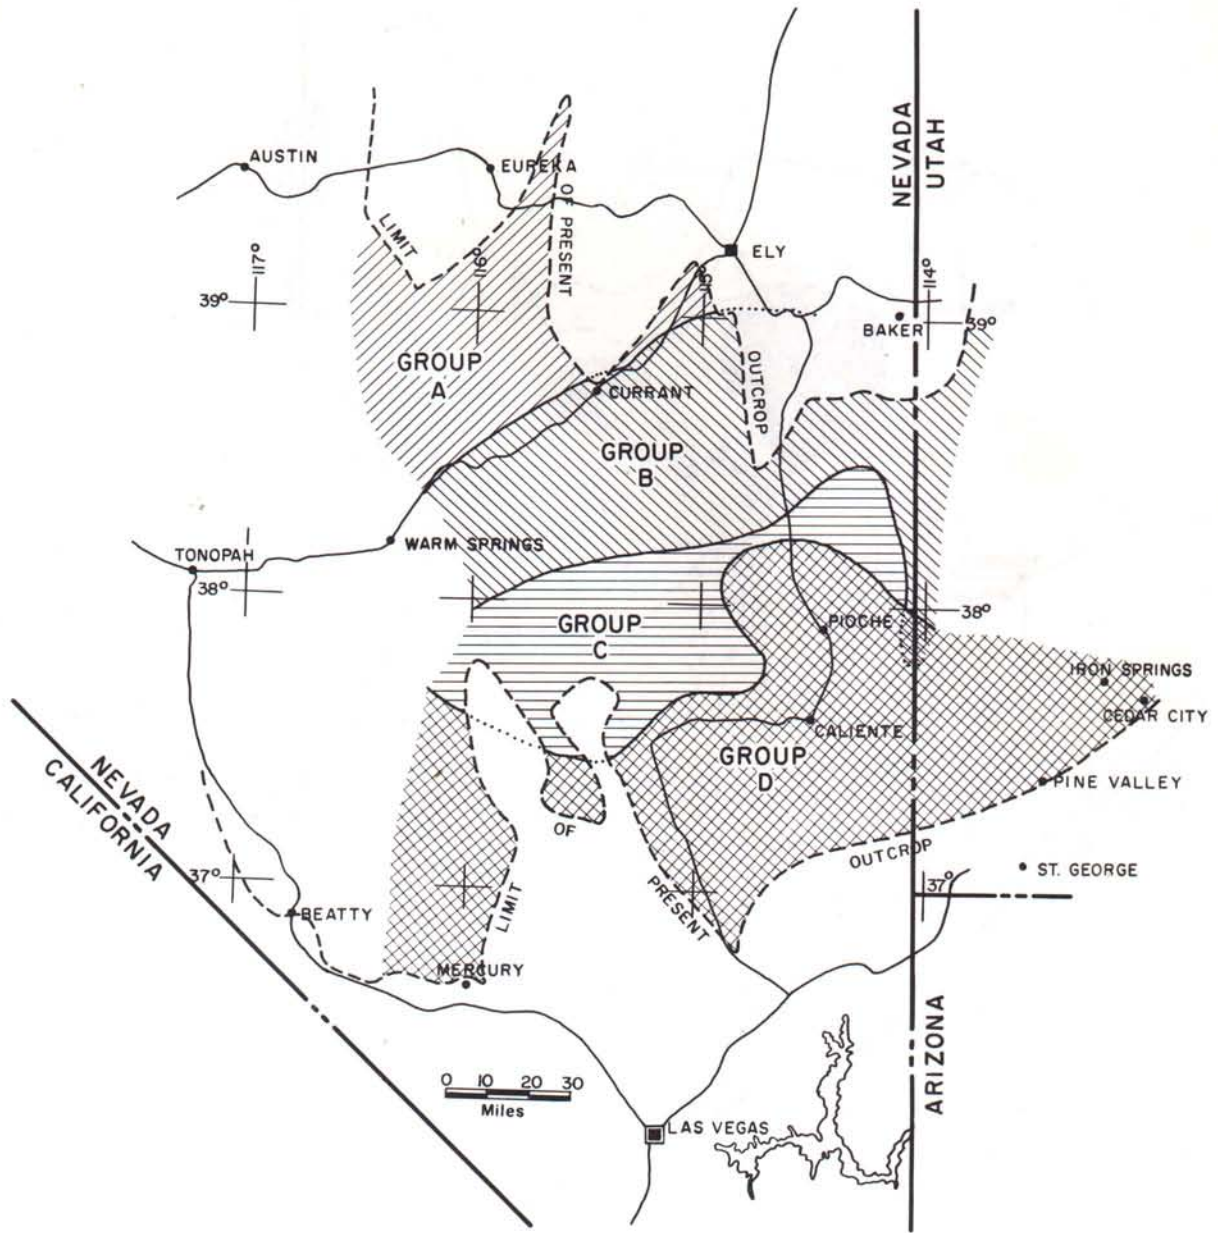 NEVADA
UTAH
AUSTIN
EUREKA
OF PRESENT
LIMIT
ELY
117°
116°
115°
114°
39°
BAKER
39°
GROUP
A
CURRANT
OUTCROP
GROUP
B
WARM SPRINGS
TONOPAH
38°
38°
GROUP
C
PIOCHE
IRON SPRINGS
CEDAR CITY
CALIENTE
GROUP
D
PINE VALLEY
NEVADA
CALIFORNIA
OF
OUTCROP
37°
37°
ST. GEORGE
BEATTY
LIMIT
PRESENT
MERCURY
ARIZONA
0 10 20 30
Miles
LAS VEGAS